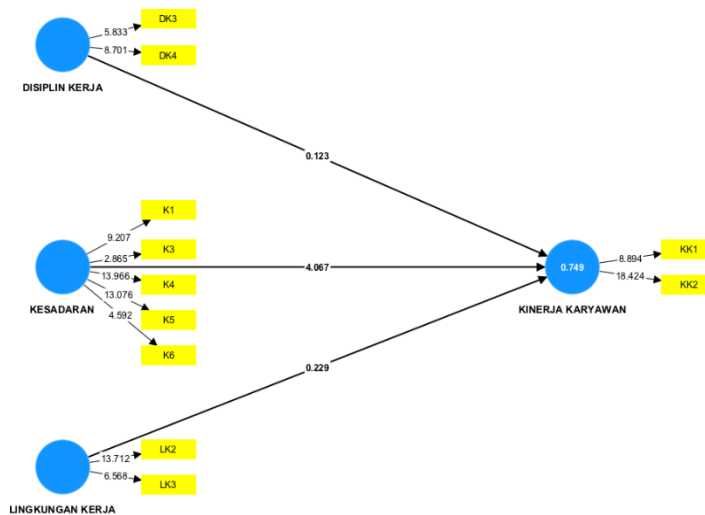 DK3
5.833
8.701
DK4
DISIPLIN KERJA
0.123
K1
9.207
K3
2.865
13.966
K4
13.076
4.592
K5
KESADARAN
K6
4.067
0.749
KINERJA KARYAWAN
8.894
KK1
18.424
KK2
0.229
LK2
13.712
6.568
LK3
LINGKUNGAN KERJA